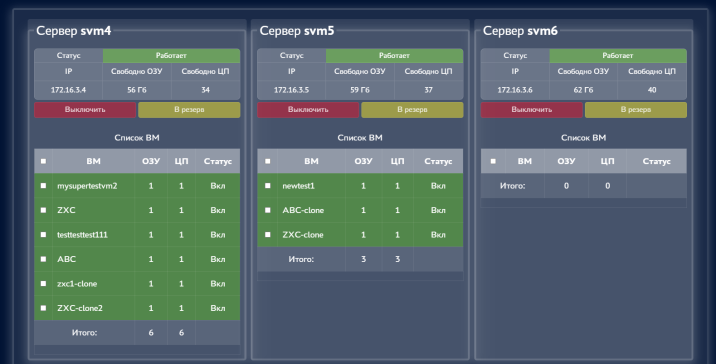 Сервер svm4
Статус Работает
IP Свободно ОЗУ Свободно ЦП
172.16.3.4 56 Гб 34
Выключить В резерв
Список ВМ
ВМ ОЗУ ЦП Статус
mysupertestvm2 1 1 Вкл
ZXC 1 1 Вкл
testtesttest111 1 1 Вкл
ABC 1 1 Вкл
zxc1-clone 1 1 Вкл
ZXC-clone2 1 1 Вкл
Итого: 6 6
Сервер svm5
Статус Работает
IP Свободно ОЗУ Свободно ЦП
172.16.3.5 59 Гб 37
Выключить В резерв
Список ВМ
ВМ ОЗУ ЦП Статус
newtest1 1 1 Вкл
ABC-clone 1 1 Вкл
ZXC-clone 1 1 Вкл
Итого: 3 3
Сервер svm6
Статус Работает
IP Свободно ОЗУ Свободно ЦП
172.16.3.6 62 Гб 40
Выключить В резерв
Список ВМ
ВМ ОЗУ ЦП Статус
Итого: 0 0